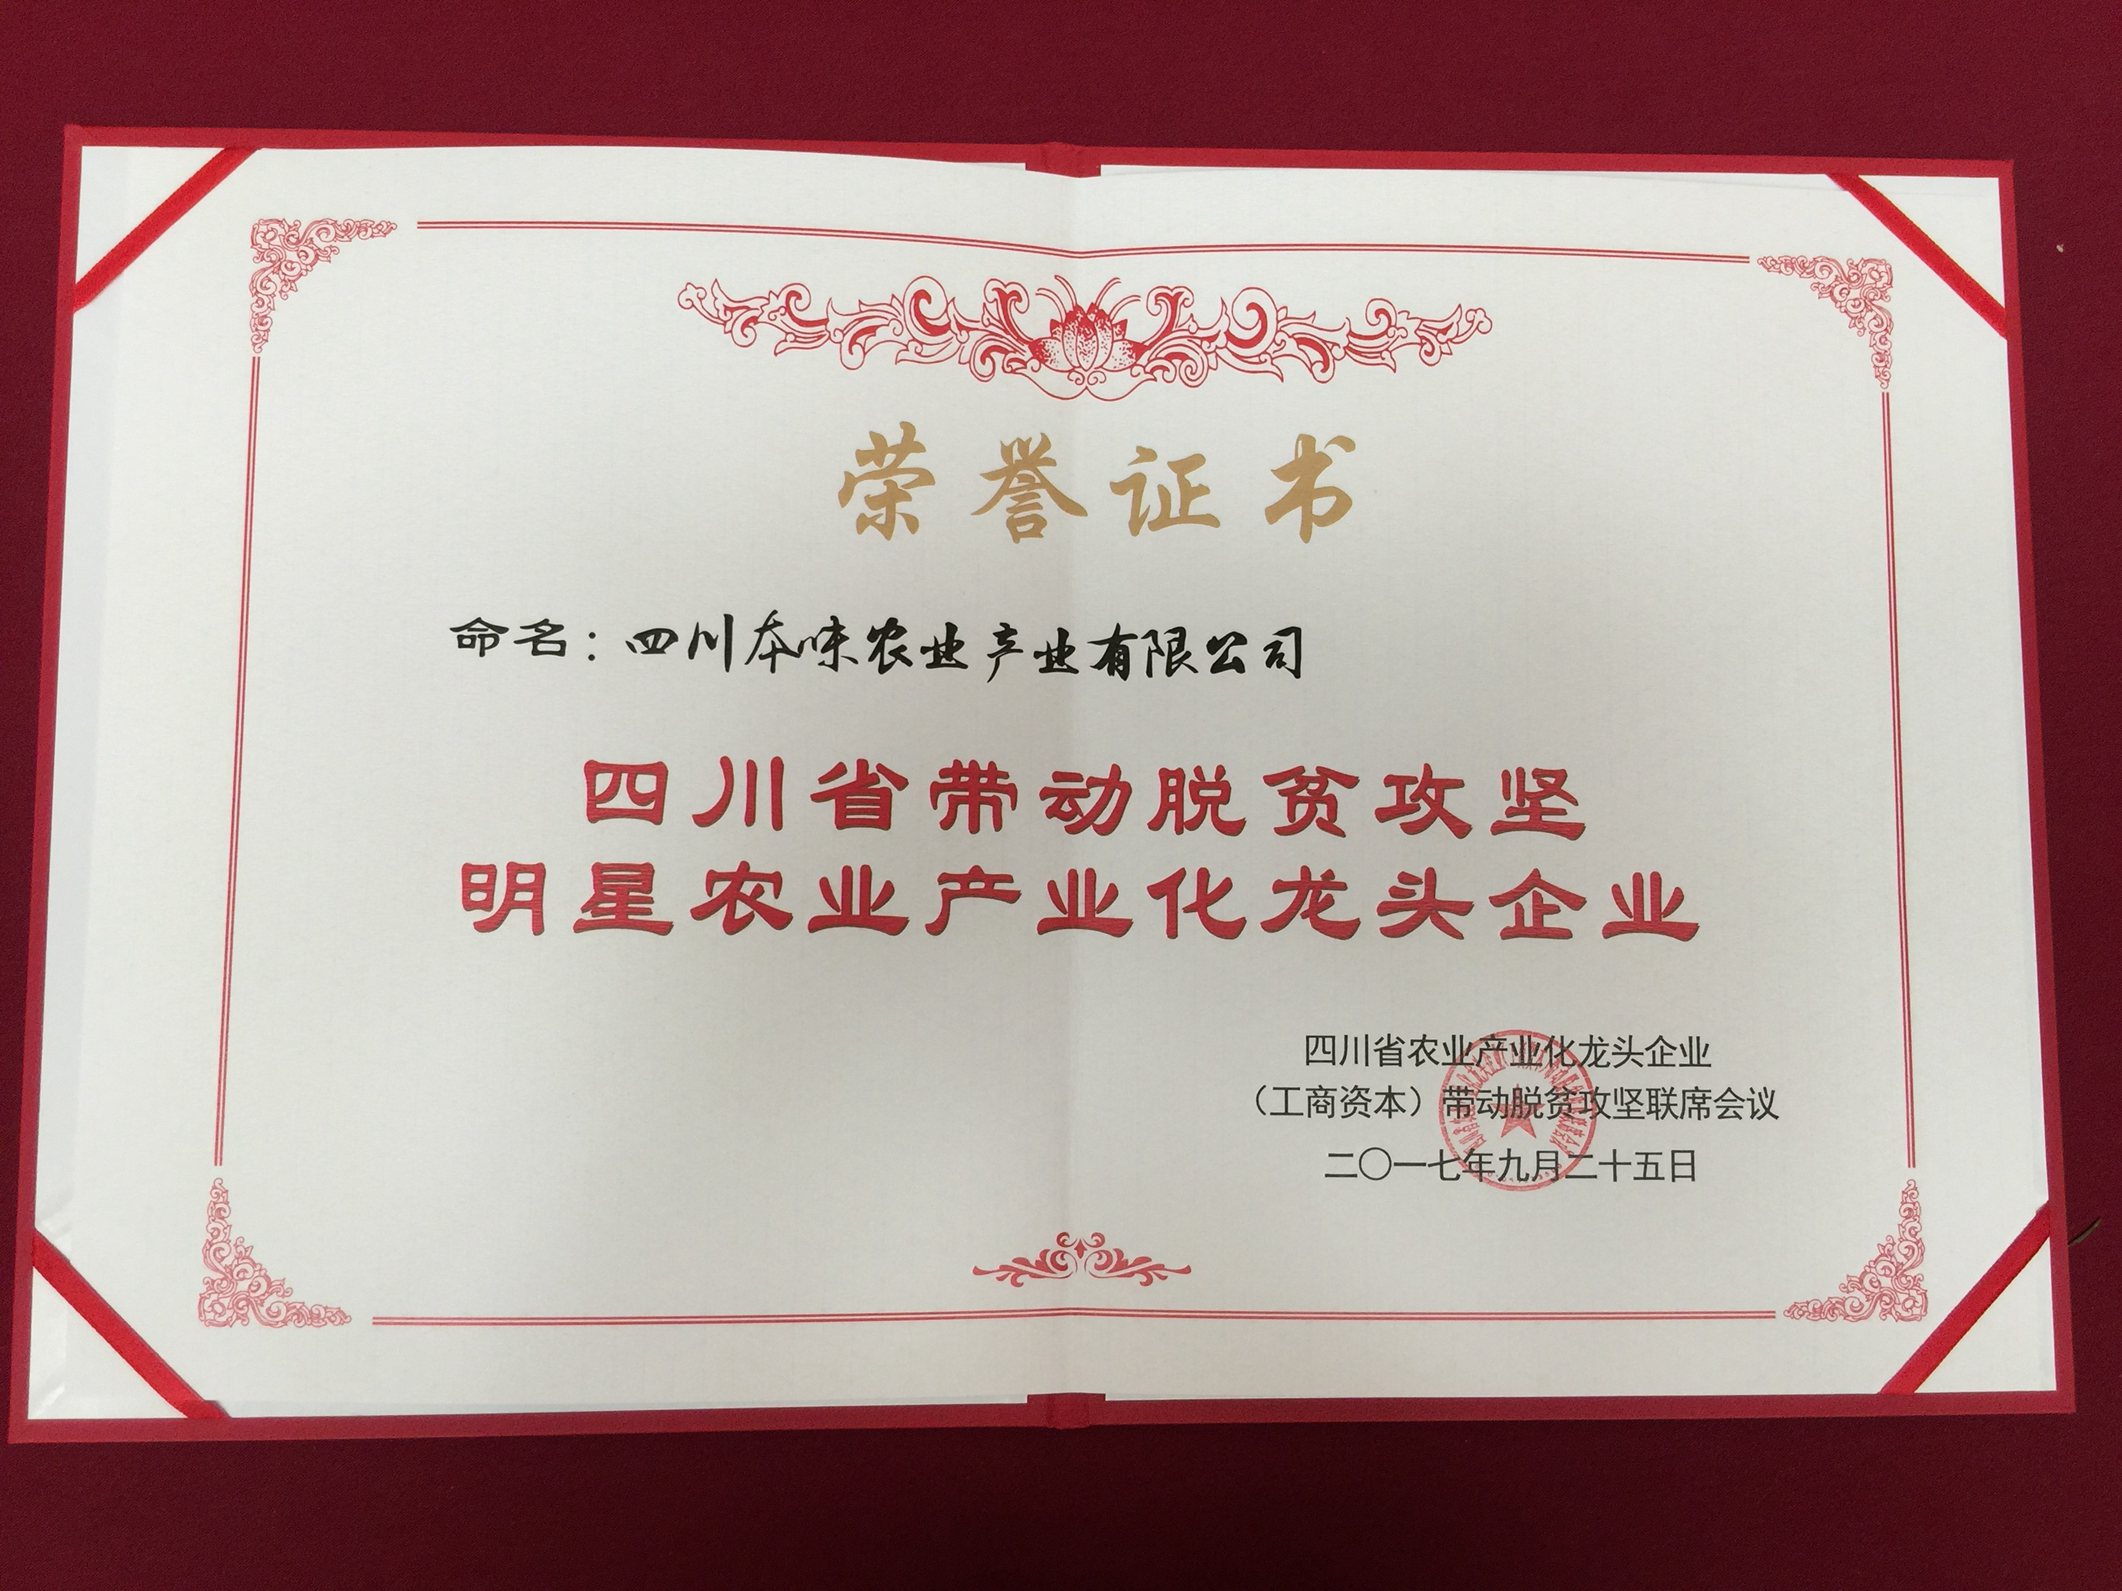 荣誉证书
命名：四川本味农业产业有限公司
四川省带动脱贫攻坚
明星农业产业化龙头企业
四川省农业产业化龙头企业
（工商资本）带动脱贫攻坚联席会议
二〇一七年九月二十五日